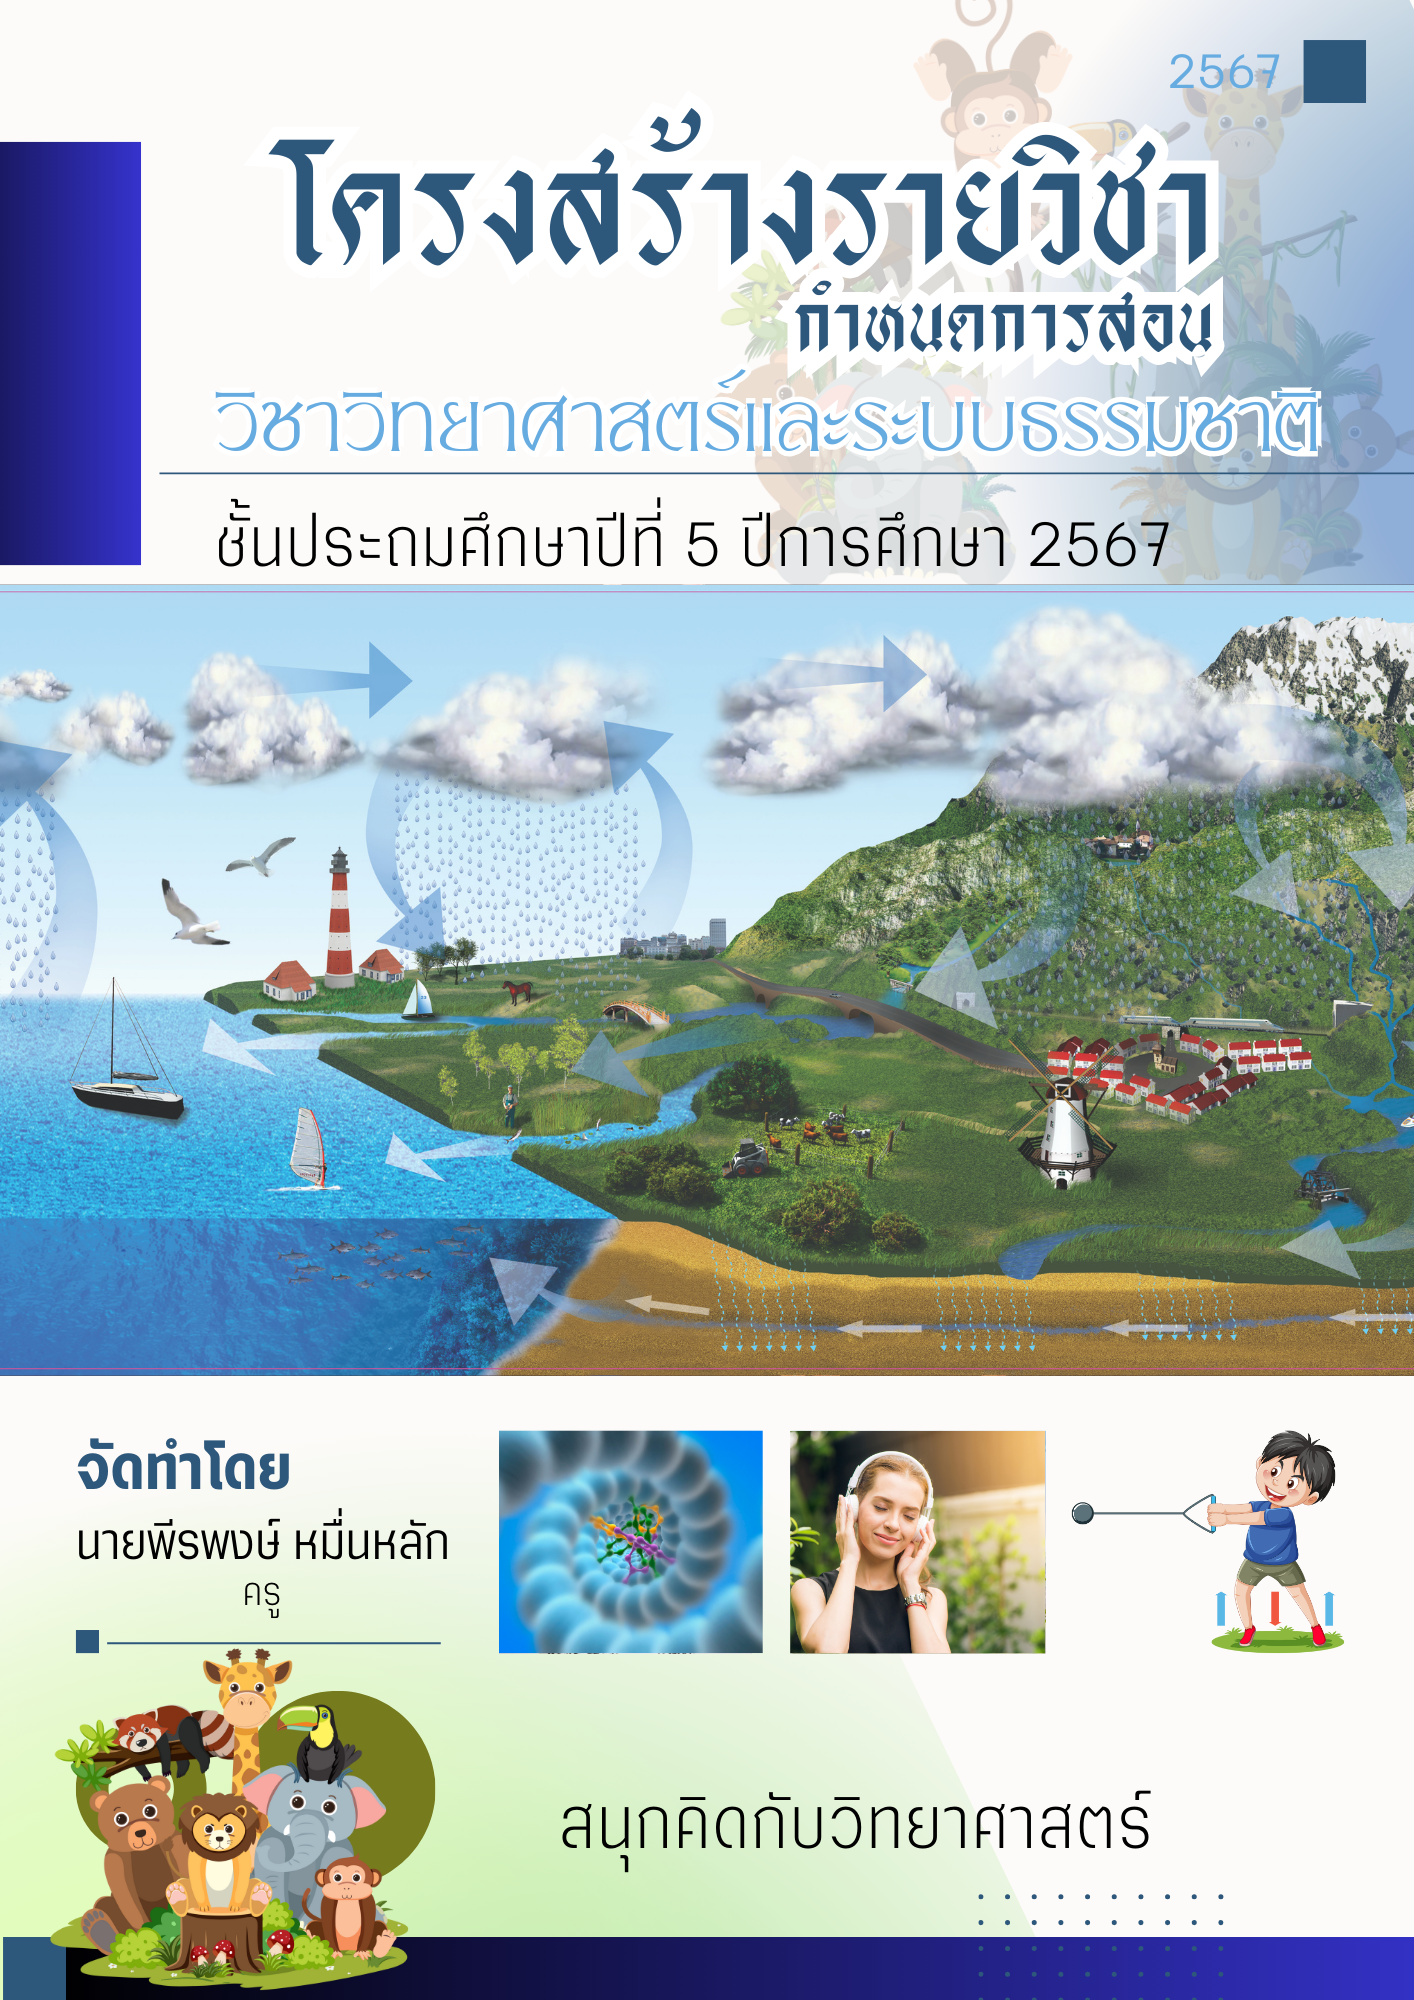 2567
โครงสร้างรายวิชา
กำหนดการสอน
วิชาวิทยาศาสตร์และระบบธรรมชาติ
ชั้นประถมศึกษาปีที่ 5 ปีการศึกษา 2567
จัดทำโดย
นายพีรพงษ์ หมื่นหลัก
ครู
สนุกคิดกับวิทยาศาสตร์